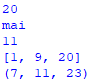 20
mai
11
[1, 9, 20]
(7, 11, 23)